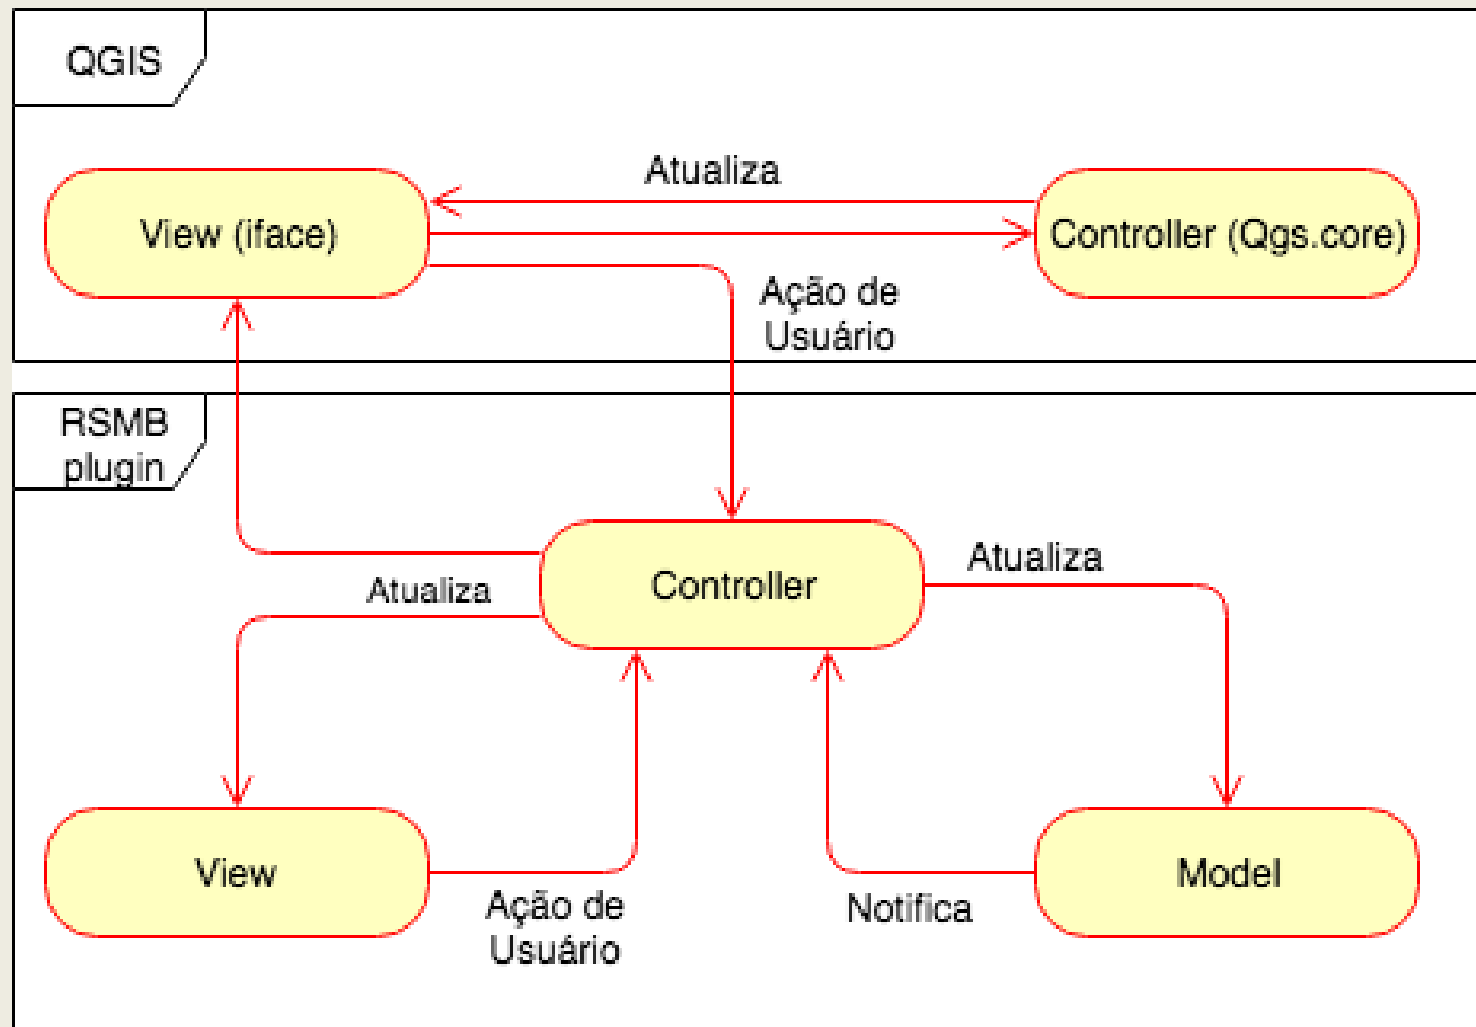 QGIS
Atualiza
View (iface)
Controller (Qgs.core)
Ação de
Usuário
RSMB
plugin
Atualiza
Atualiza
Controller
View
Model
Ação de
Usuário
Notifica